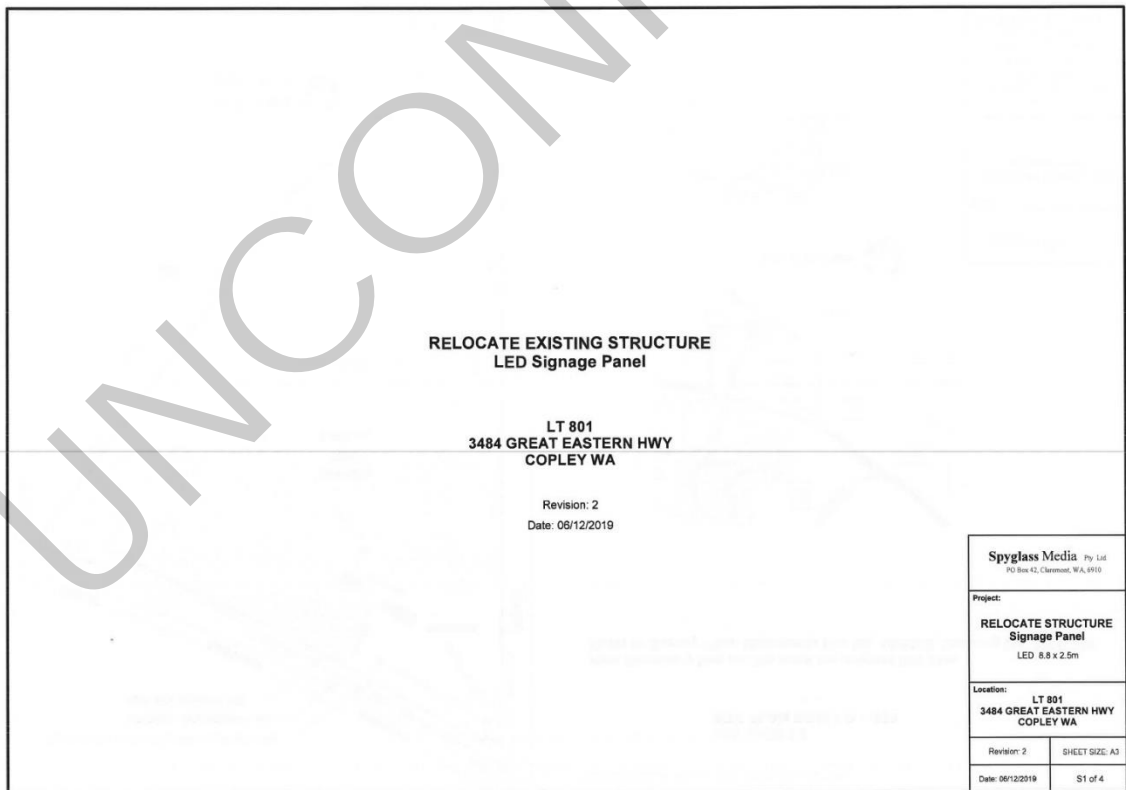 UNCON
RELOCATE EXISTING STRUCTURE
LED Signage Panel
LT 801
3484 GREAT EASTERN HWY
COPLEY WA
Revision: 2
Date: 06/12/2019
Spyglass Media Pty Ltd
PO Box 42, Claremont, WA, 6910
Project:
RELOCATE STRUCTURE
Signage Panel
LED 8.8 x 2.5m
Location:
LT 801
3484 GREAT EASTERN HWY
COPLEY WA
Revision: 2 SHEET SIZE: A3
Date: 06/12/2019 S1 of 4